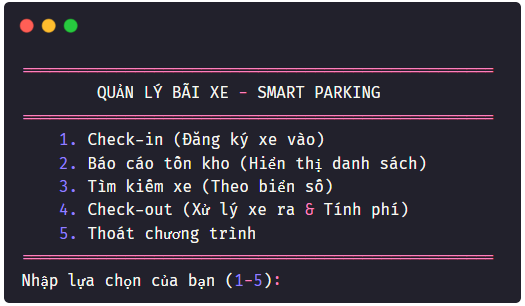 ==================================================
QUẢN LÝ BÃI XE - SMART PARKING
==================================================
1. Check-in (Đăng ký xe vào)
2. Báo cáo tồn kho (Hiển thị danh sách)
3. Tìm kiếm xe (Theo biển số)
4. Check-out (Xử lý xe ra & Tính phí)
5. Thoát chương trình
==================================================
Nhập lựa chọn của bạn (1-5):